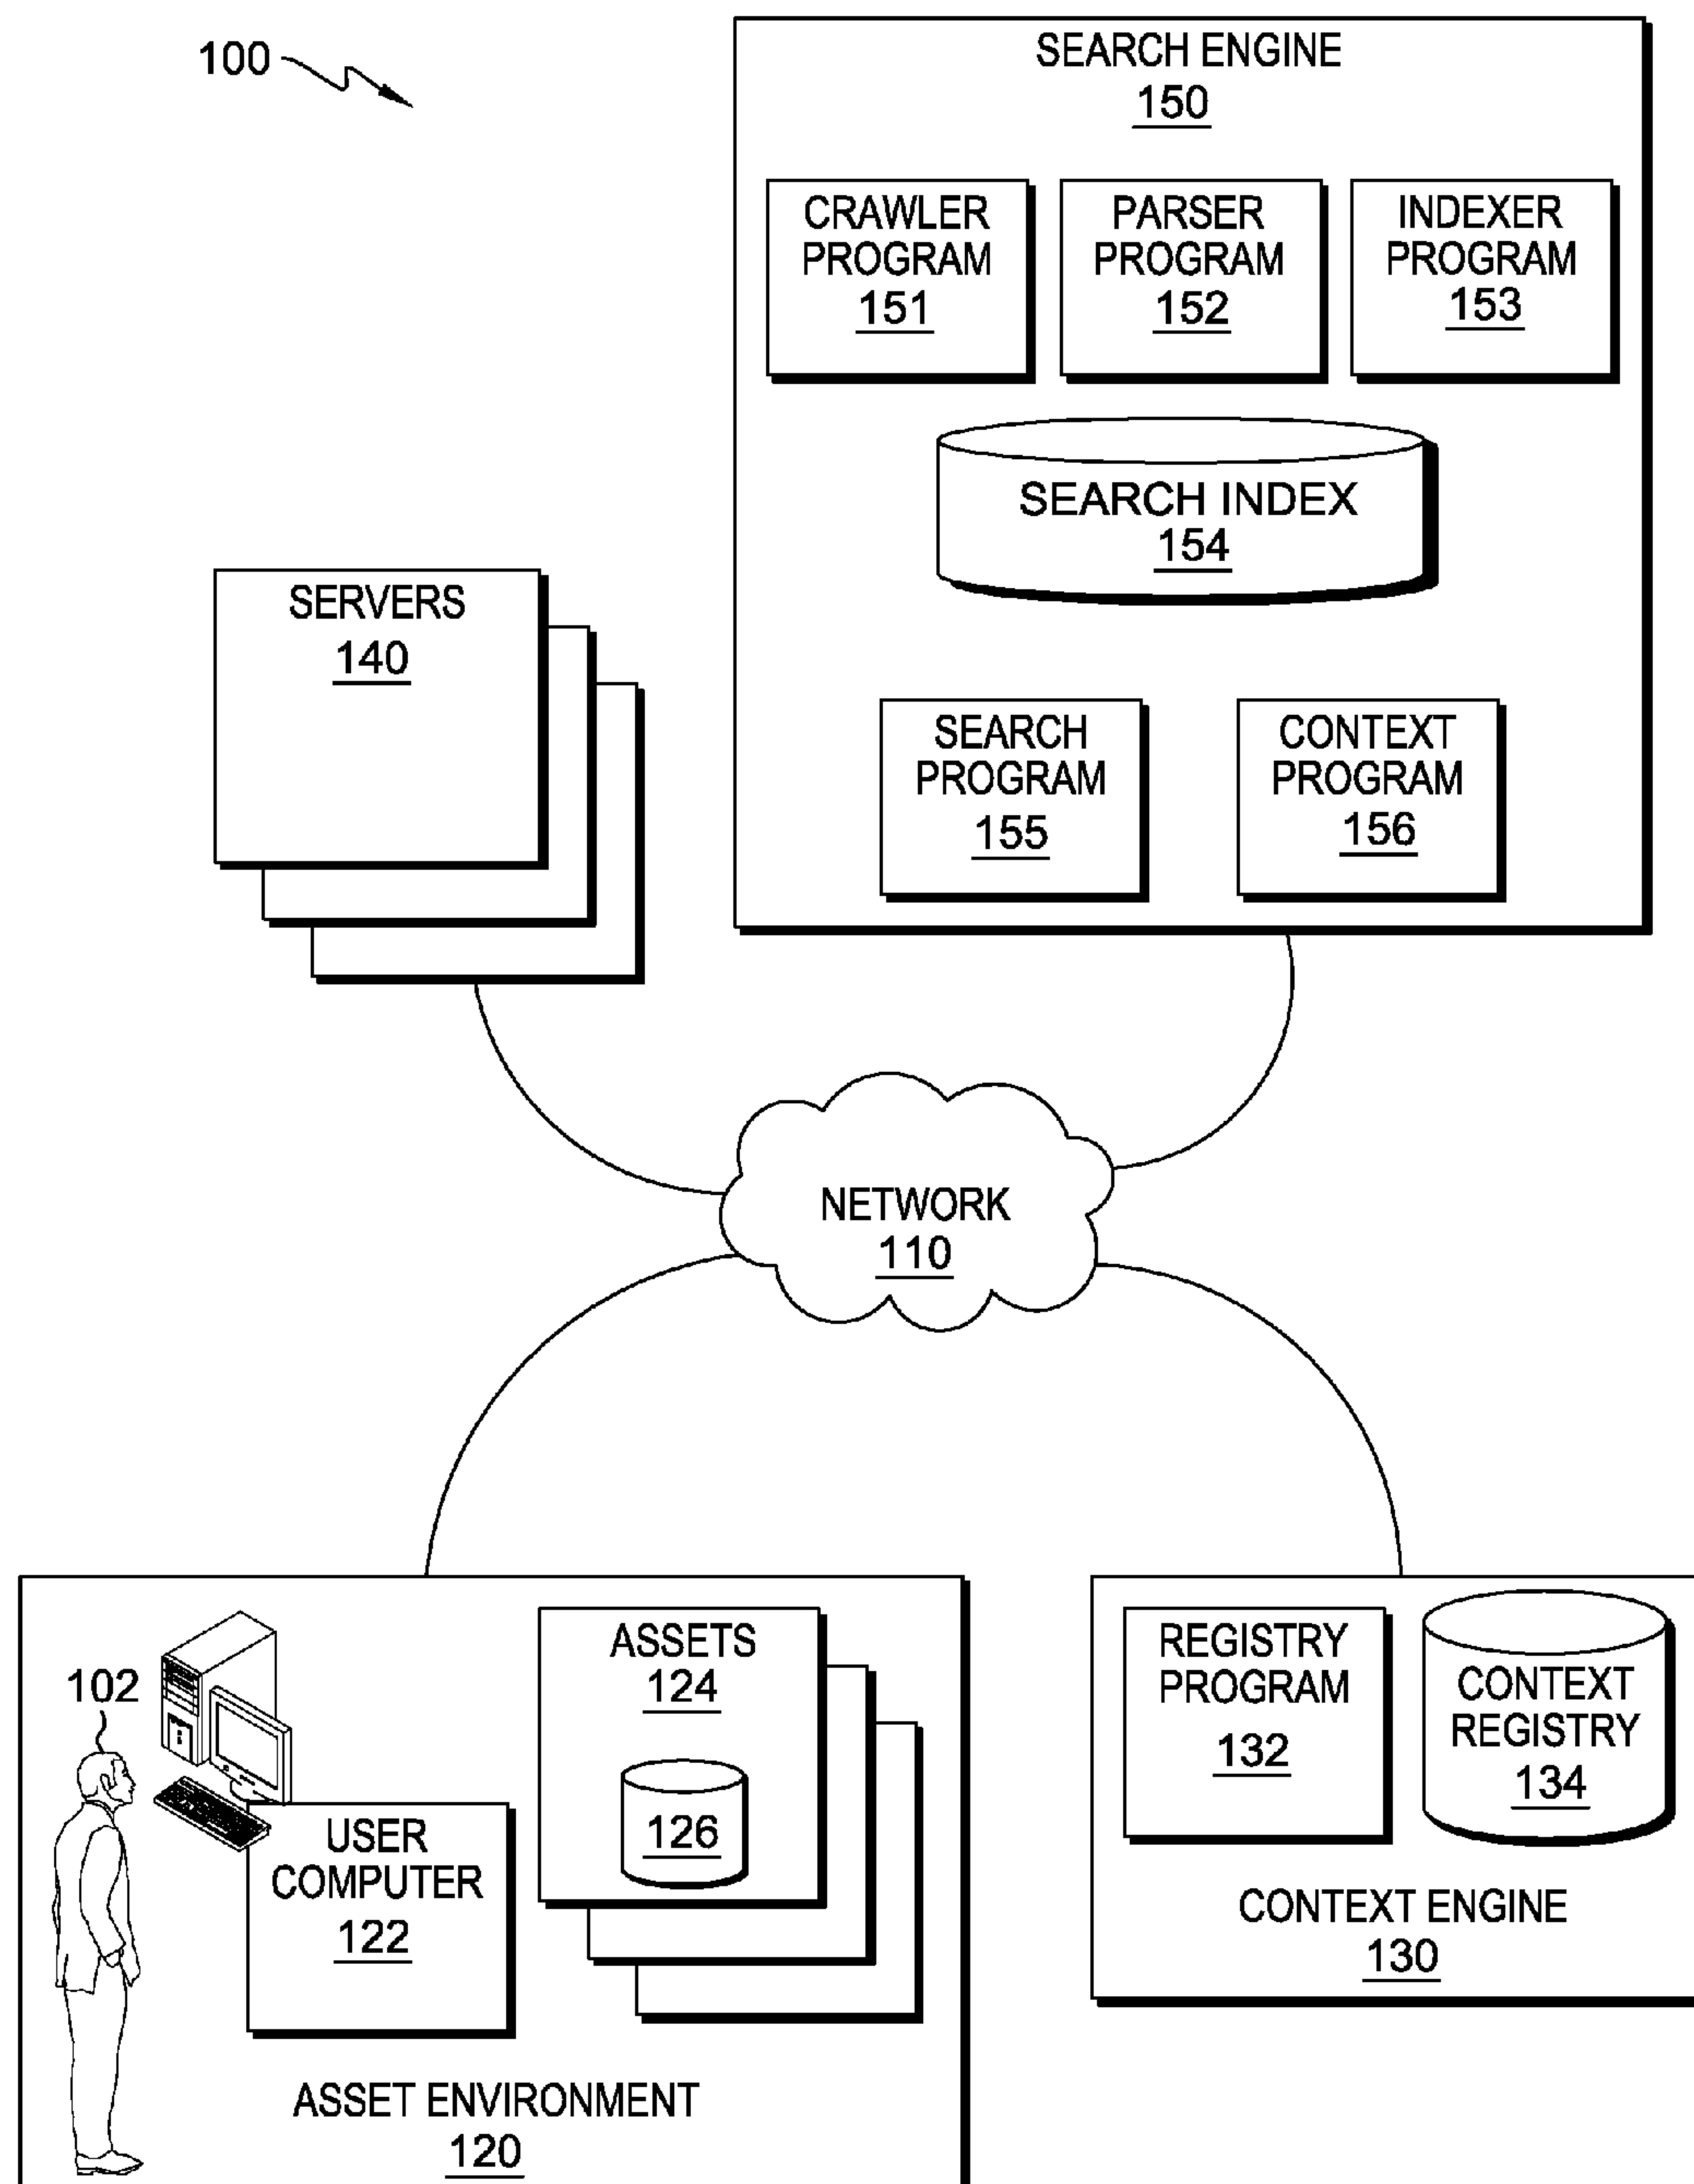 100
SEARCH ENGINE
150
CRAWLER
PROGRAM
151
PARSER
PROGRAM
152
INDEXER
PROGRAM
153
SEARCH INDEX
154
SERVERS
140
SEARCH
PROGRAM
155
CONTEXT
PROGRAM
156
NETWORK
110
102
USER
COMPUTER
122
ASSETS
124
126
ASSET ENVIRONMENT
120
REGISTRY
PROGRAM
132
CONTEXT
REGISTRY
134
CONTEXT ENGINE
130